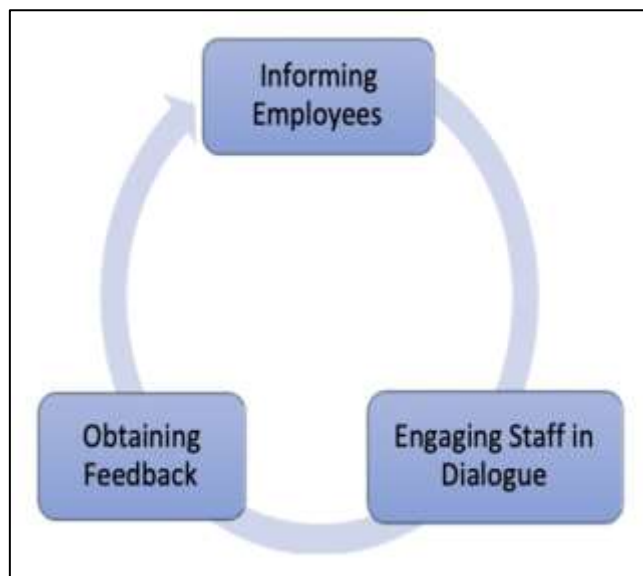 Informing
Employees
Engaging Staff in
Dialogue
Obtaining
Feedback